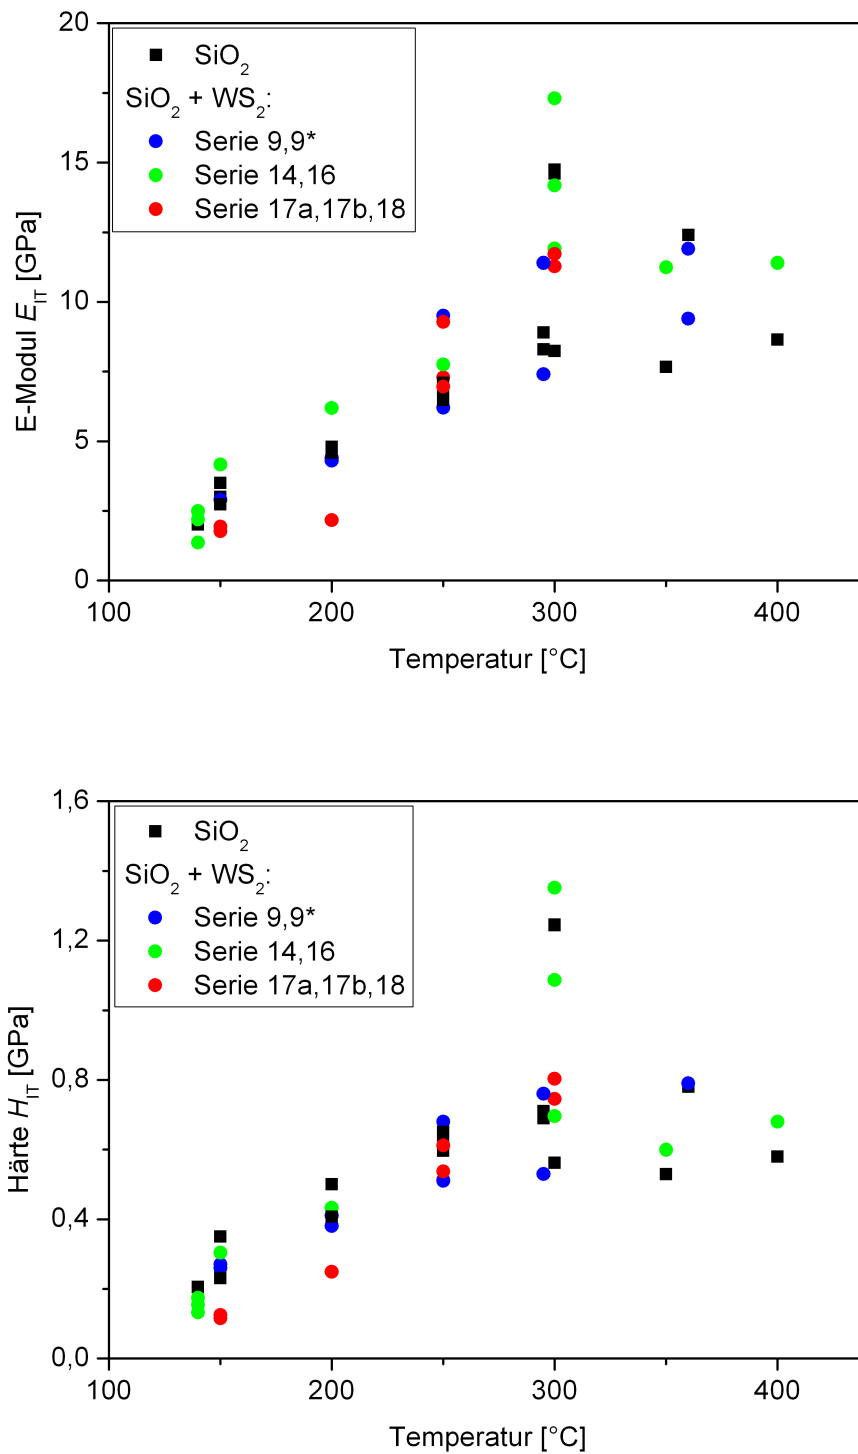 20
15
10
5
0
E-Modul E_IT [GPa]
SiO₂
SiO₂ + WS₂:
Serie 9,9*
Serie 14,16
Serie 17a,17b,18
100 200 300 400
Temperatur [°C]
1,6
1,2
0,8
0,4
0,0
Härte H_IT [GPa]
SiO₂
SiO₂ + WS₂:
Serie 9,9*
Serie 14,16
Serie 17a,17b,18
100 200 300 400
Temperatur [°C]